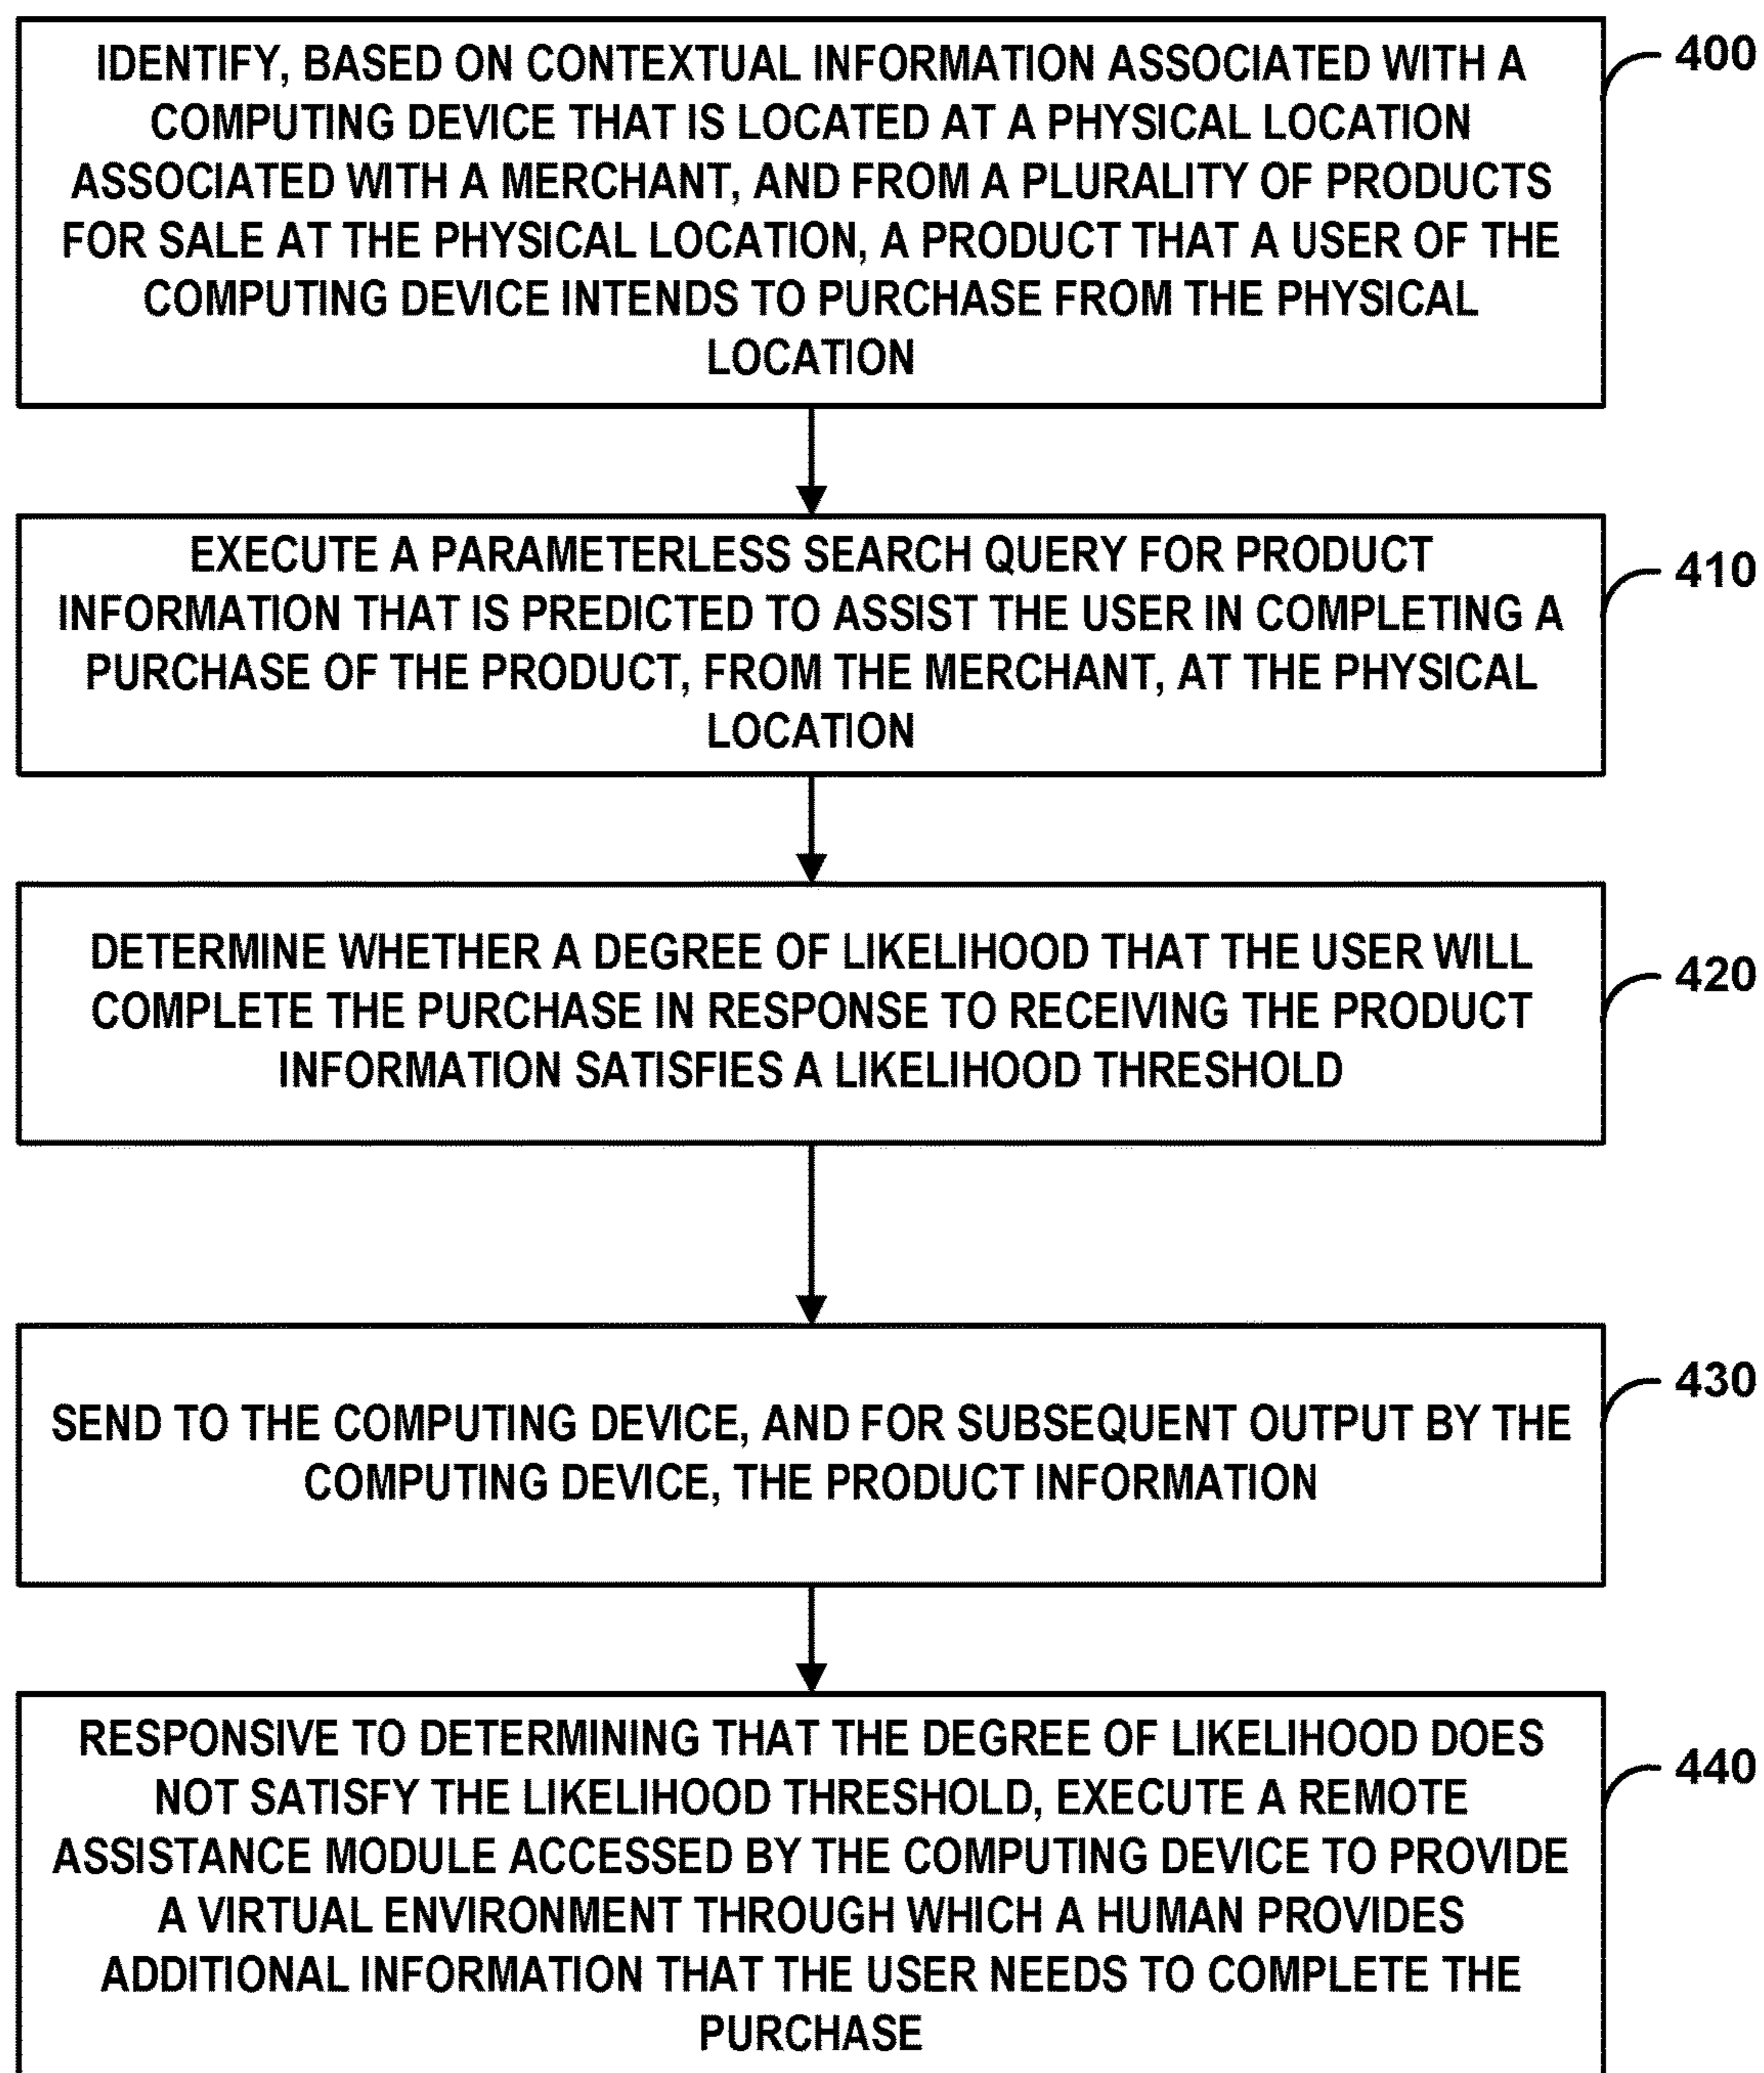 IDENTIFY, BASED ON CONTEXTUAL INFORMATION ASSOCIATED WITH A
COMPUTING DEVICE THAT IS LOCATED AT A PHYSICAL LOCATION
ASSOCIATED WITH A MERCHANT, AND FROM A PLURALITY OF PRODUCTS
FOR SALE AT THE PHYSICAL LOCATION, A PRODUCT THAT A USER OF THE
COMPUTING DEVICE INTENDS TO PURCHASE FROM THE PHYSICAL
LOCATION
400
EXECUTE A PARAMETERLESS SEARCH QUERY FOR PRODUCT
INFORMATION THAT IS PREDICTED TO ASSIST THE USER IN COMPLETING A
PURCHASE OF THE PRODUCT, FROM THE MERCHANT, AT THE PHYSICAL
LOCATION
410
DETERMINE WHETHER A DEGREE OF LIKELIHOOD THAT THE USER WILL
COMPLETE THE PURCHASE IN RESPONSE TO RECEIVING THE PRODUCT
INFORMATION SATISFIES A LIKELIHOOD THRESHOLD
420
SEND TO THE COMPUTING DEVICE, AND FOR SUBSEQUENT OUTPUT BY THE
COMPUTING DEVICE, THE PRODUCT INFORMATION
430
RESPONSIVE TO DETERMINING THAT THE DEGREE OF LIKELIHOOD DOES
NOT SATISFY THE LIKELIHOOD THRESHOLD, EXECUTE A REMOTE
ASSISTANCE MODULE ACCESSED BY THE COMPUTING DEVICE TO PROVIDE
A VIRTUAL ENVIRONMENT THROUGH WHICH A HUMAN PROVIDES
ADDITIONAL INFORMATION THAT THE USER NEEDS TO COMPLETE THE
PURCHASE
440